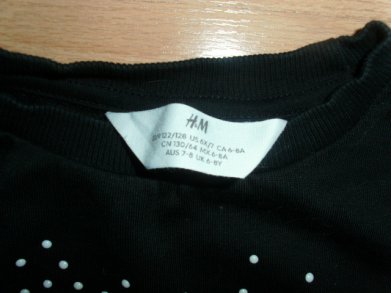 H&M
EUR 122/128 US 6X/7 CA 6-8A
CN 130/64 MX 6-8A
AUS 7-8 UK 6-8Y